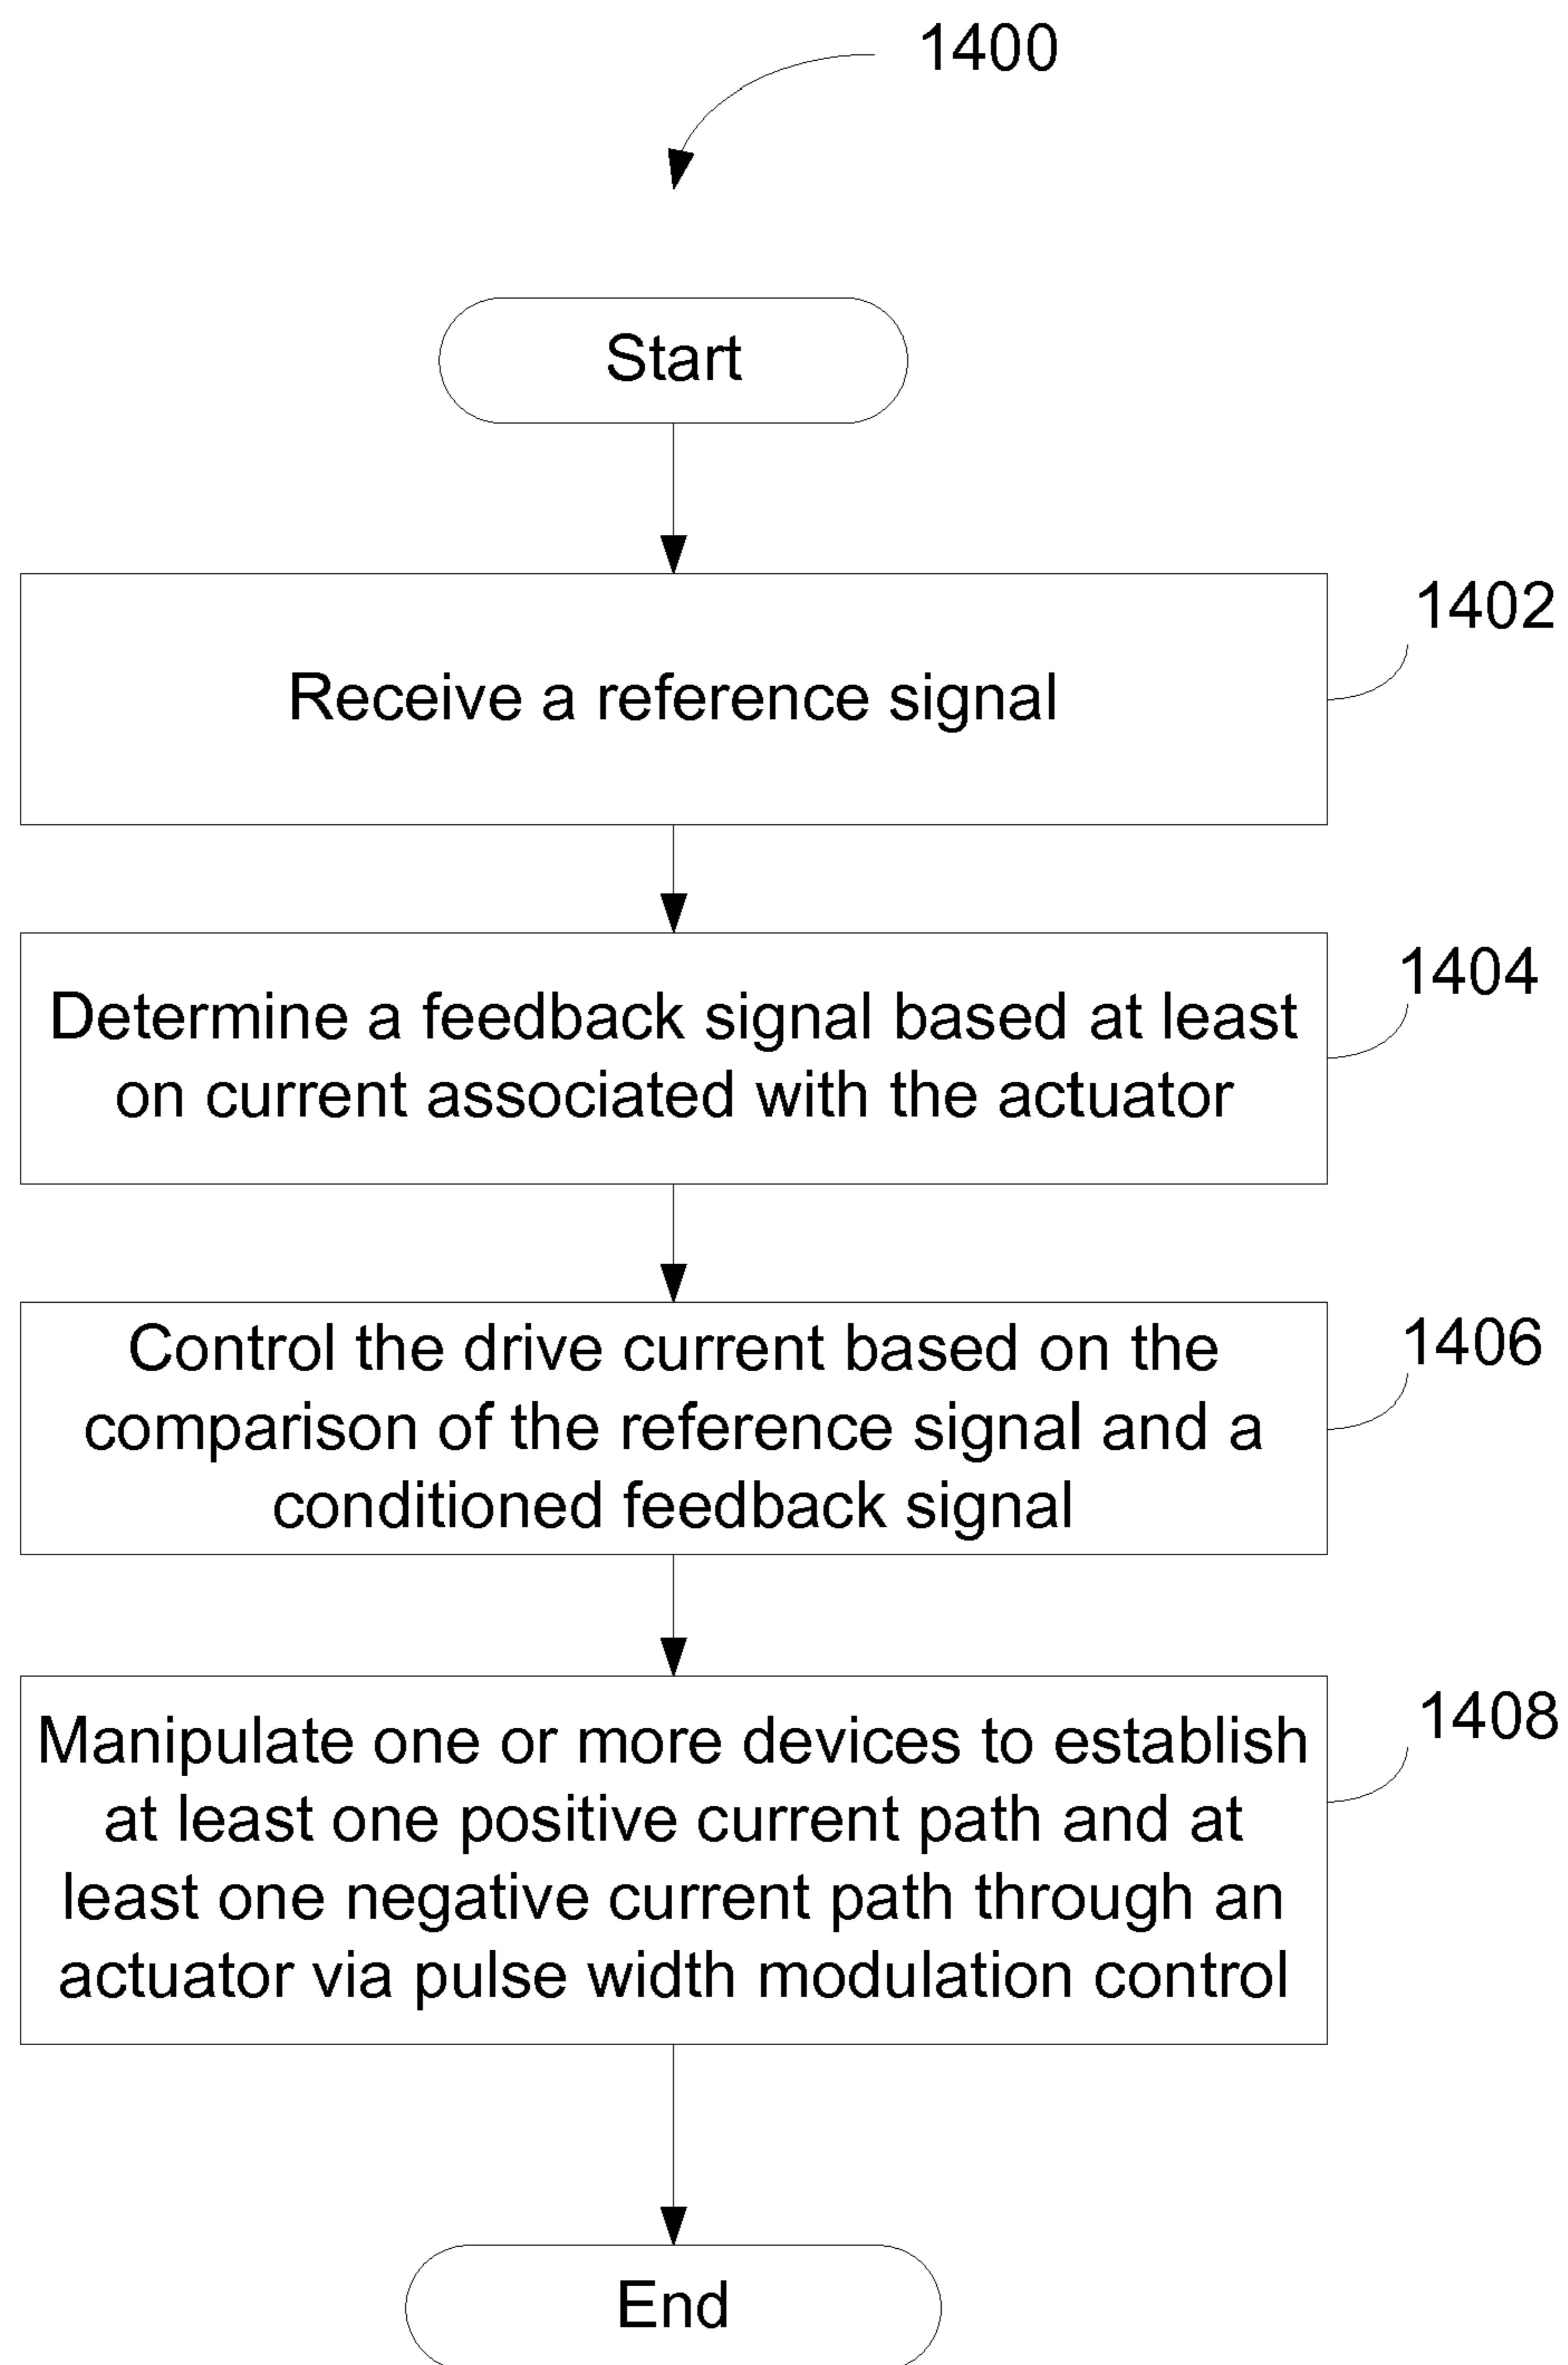 1400
Start
1402
Receive a reference signal
1404
Determine a feedback signal based at least
on current associated with the actuator
1406
Control the drive current based on the
comparison of the reference signal and a
conditioned feedback signal
1408
Manipulate one or more devices to establish
at least one positive current path and at
least one negative current path through an
actuator via pulse width modulation control
End